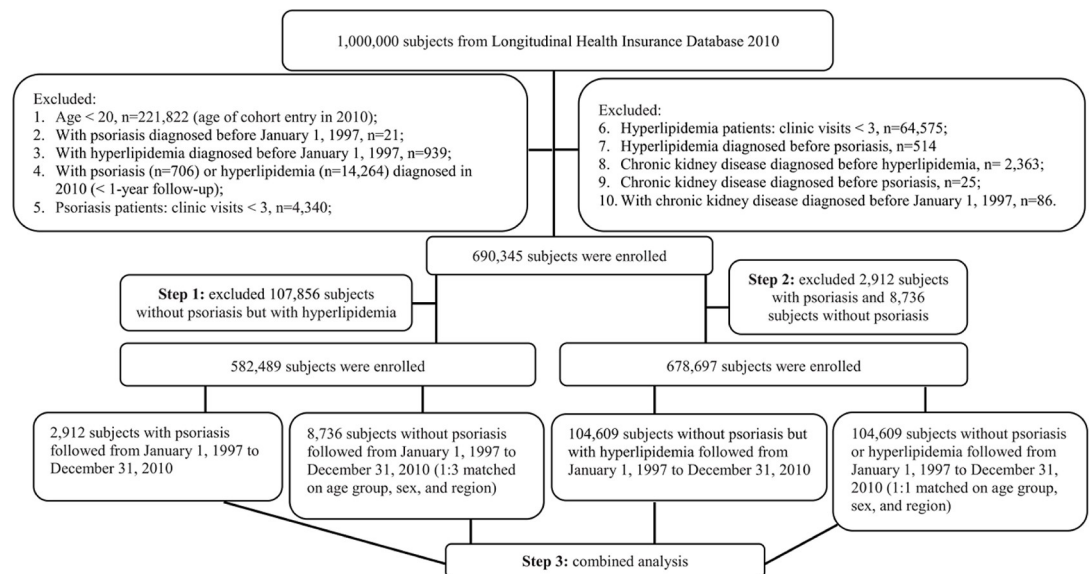 1,000,000 subjects from Longitudinal Health Insurance Database 2010
Excluded:
1. Age < 20, n=221,822 (age of cohort entry in 2010);
2. With psoriasis diagnosed before January 1, 1997, n=21;
3. With hyperlipidemia diagnosed before January 1, 1997, n=939;
4. With psoriasis (n=706) or hyperlipidemia (n=14,264) diagnosed in
2010 (< 1-year follow-up);
5. Psoriasis patients: clinic visits < 3, n=4,340;
Excluded:
6. Hyperlipidemia patients: clinic visits < 3, n=64,575;
7. Hyperlipidemia diagnosed before psoriasis, n=514
8. Chronic kidney disease diagnosed before hyperlipidemia, n= 2,363;
9. Chronic kidney disease diagnosed before psoriasis, n=25;
10. With chronic kidney disease diagnosed before January 1, 1997, n=86.
690,345 subjects were enrolled
Step 1: excluded 107,856 subjects
without psoriasis but with hyperlipidemia
Step 2: excluded 2,912 subjects
with psoriasis and 8,736
subjects without psoriasis
582,489 subjects were enrolled
678,697 subjects were enrolled
2,912 subjects with psoriasis
followed from January 1, 1997 to
December 31, 2010
8,736 subjects without psoriasis
followed from January 1, 1997 to
December 31, 2010 (1:3 matched
on age group, sex, and region)
104,609 subjects without psoriasis but
with hyperlipidemia followed from
January 1, 1997 to December 31, 2010
104,609 subjects without psoriasis
or hyperlipidemia followed from
January 1, 1997 to December 31,
2010 (1:1 matched on age group,
sex, and region)
Step 3: combined analysis